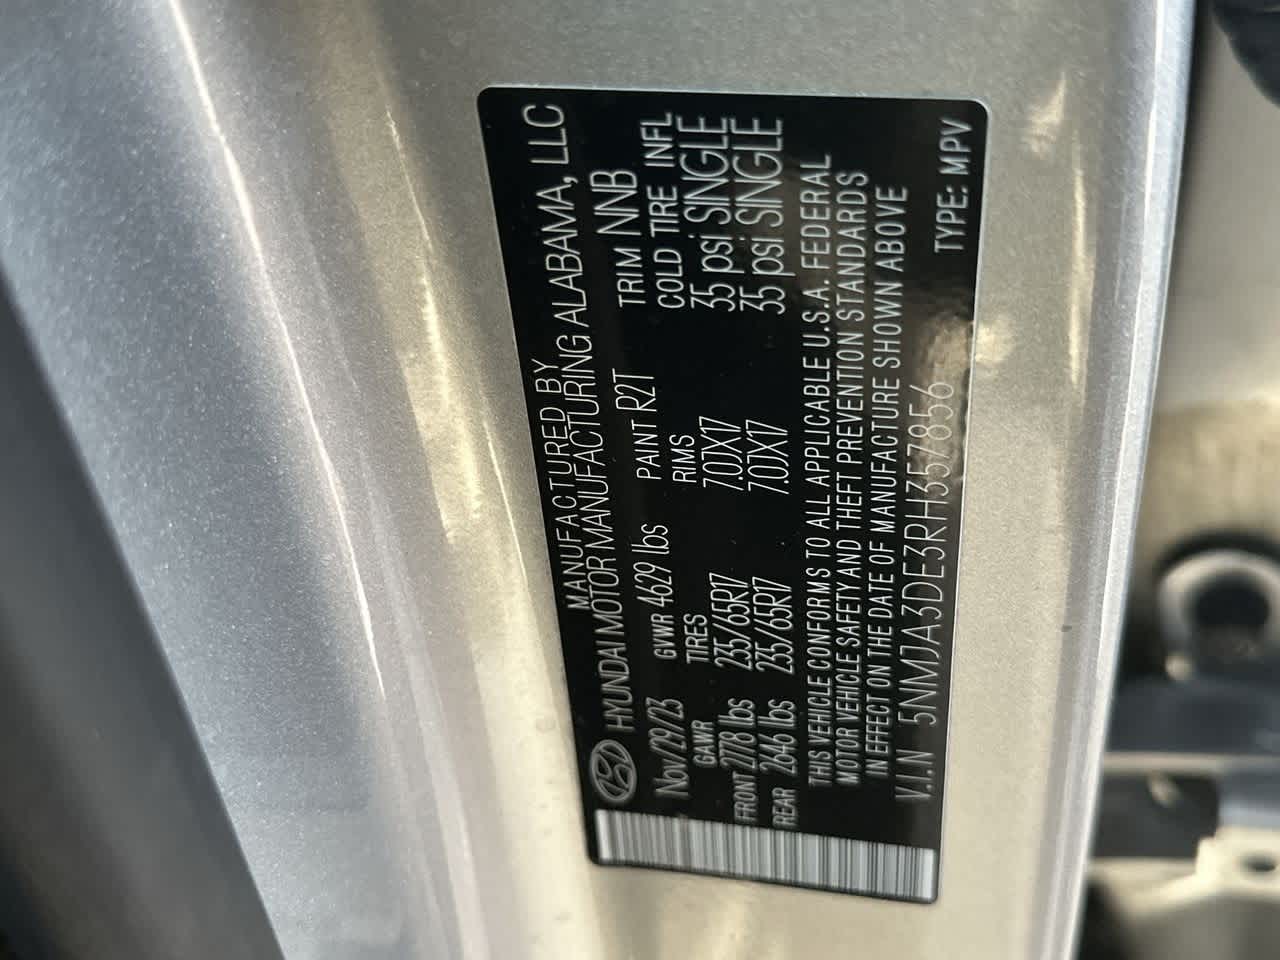 MANUFACTURED BY
HYUNDAI MOTOR MANUFACTURING ALABAMA, LLC
Nov/29/23 GWR 4629 lbs PAINT R2T TRIM NNB
GAWR TIRES RIMS COLD TIRE INFL
FRONT 2778 lbs 235/65R17 7.0JX17 35 psi SINGLE
REAR 2646 lbs 235/65R17 7.0JX17 35 psi SINGLE
THIS VEHICLE CONFORMS TO ALL APPLICABLE U.S.A. FEDERAL
MOTOR VEHICLE SAFETY AND THEFT PREVENTION STANDARDS
IN EFFECT ON THE DATE OF MANUFACTURE SHOWN ABOVE
V.I.N 5NMJA3DE3RH357856 TYPE: MPV